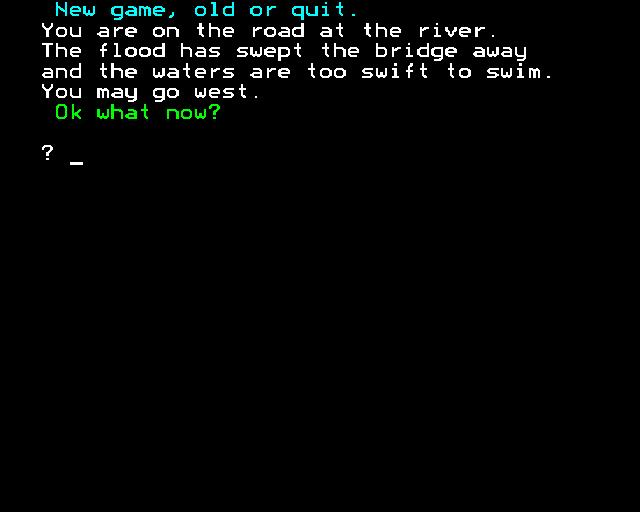 New game, old or quit.
You are on the road at the river.
The flood has swept the bridge away
and the waters are too swift to swim.
You may go west.
Ok what now?
? _